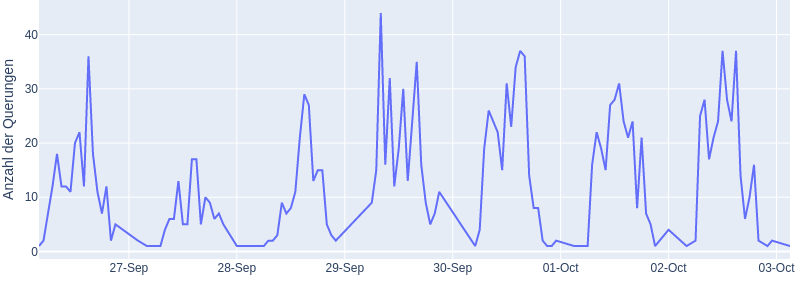 Anzahl der Querungen
40
30
20
10
0
27-Sep
28-Sep
29-Sep
30-Sep
01-Oct
02-Oct
03-Oct